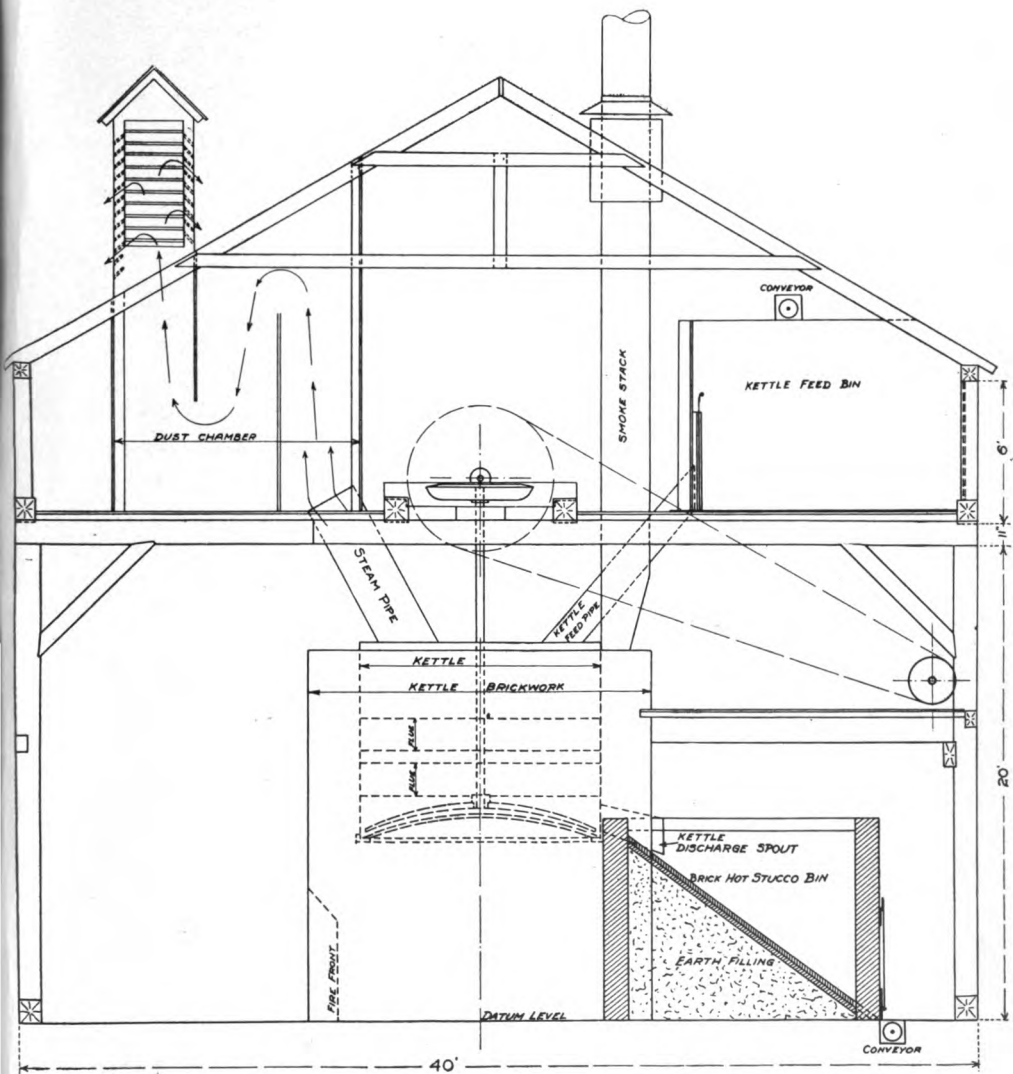 CONVEYOR
SMOKE STACK
KETTLE FEED BIN
DUST CHAMBER
6'
11"
STEAM PIPE
KETTLE
FEED PIPE
KETTLE
KETTLE BRICKWORK
FLUE
FLUE
20'
KETTLE
DISCHARGE SPOUT
BRICK HOT STUCCO BIN
EARTH FILLING
FIRE FRONT
DATUM LEVEL
CONVEYOR
40'